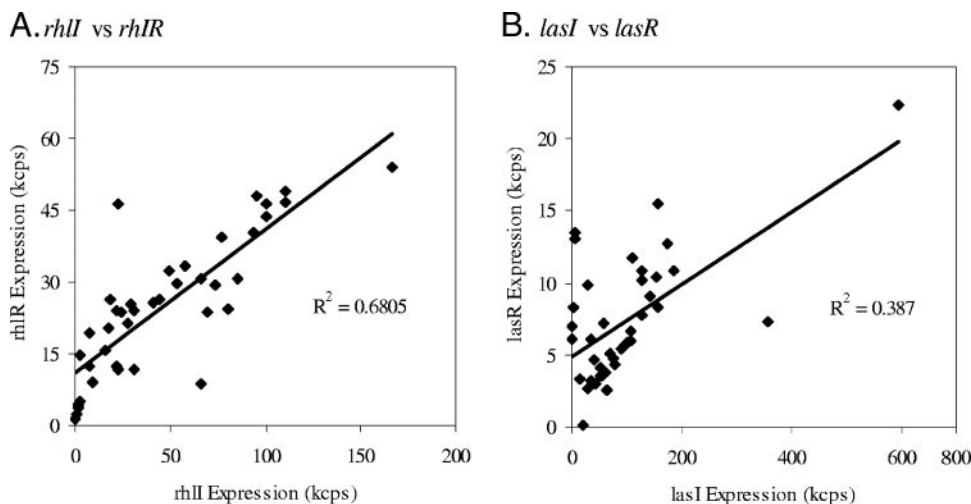 A. rhlI vs rhlR
75
60
45
30
15
0
rhlR Expression (kcps)
R² = 0.6805
0
50
100
150
200
rhlI Expression (kcps)
B. lasI vs lasR
25
20
15
10
5
0
lasR Expression (kcps)
R² = 0.387
0
200
400
600
800
lasI Expression (kcps)